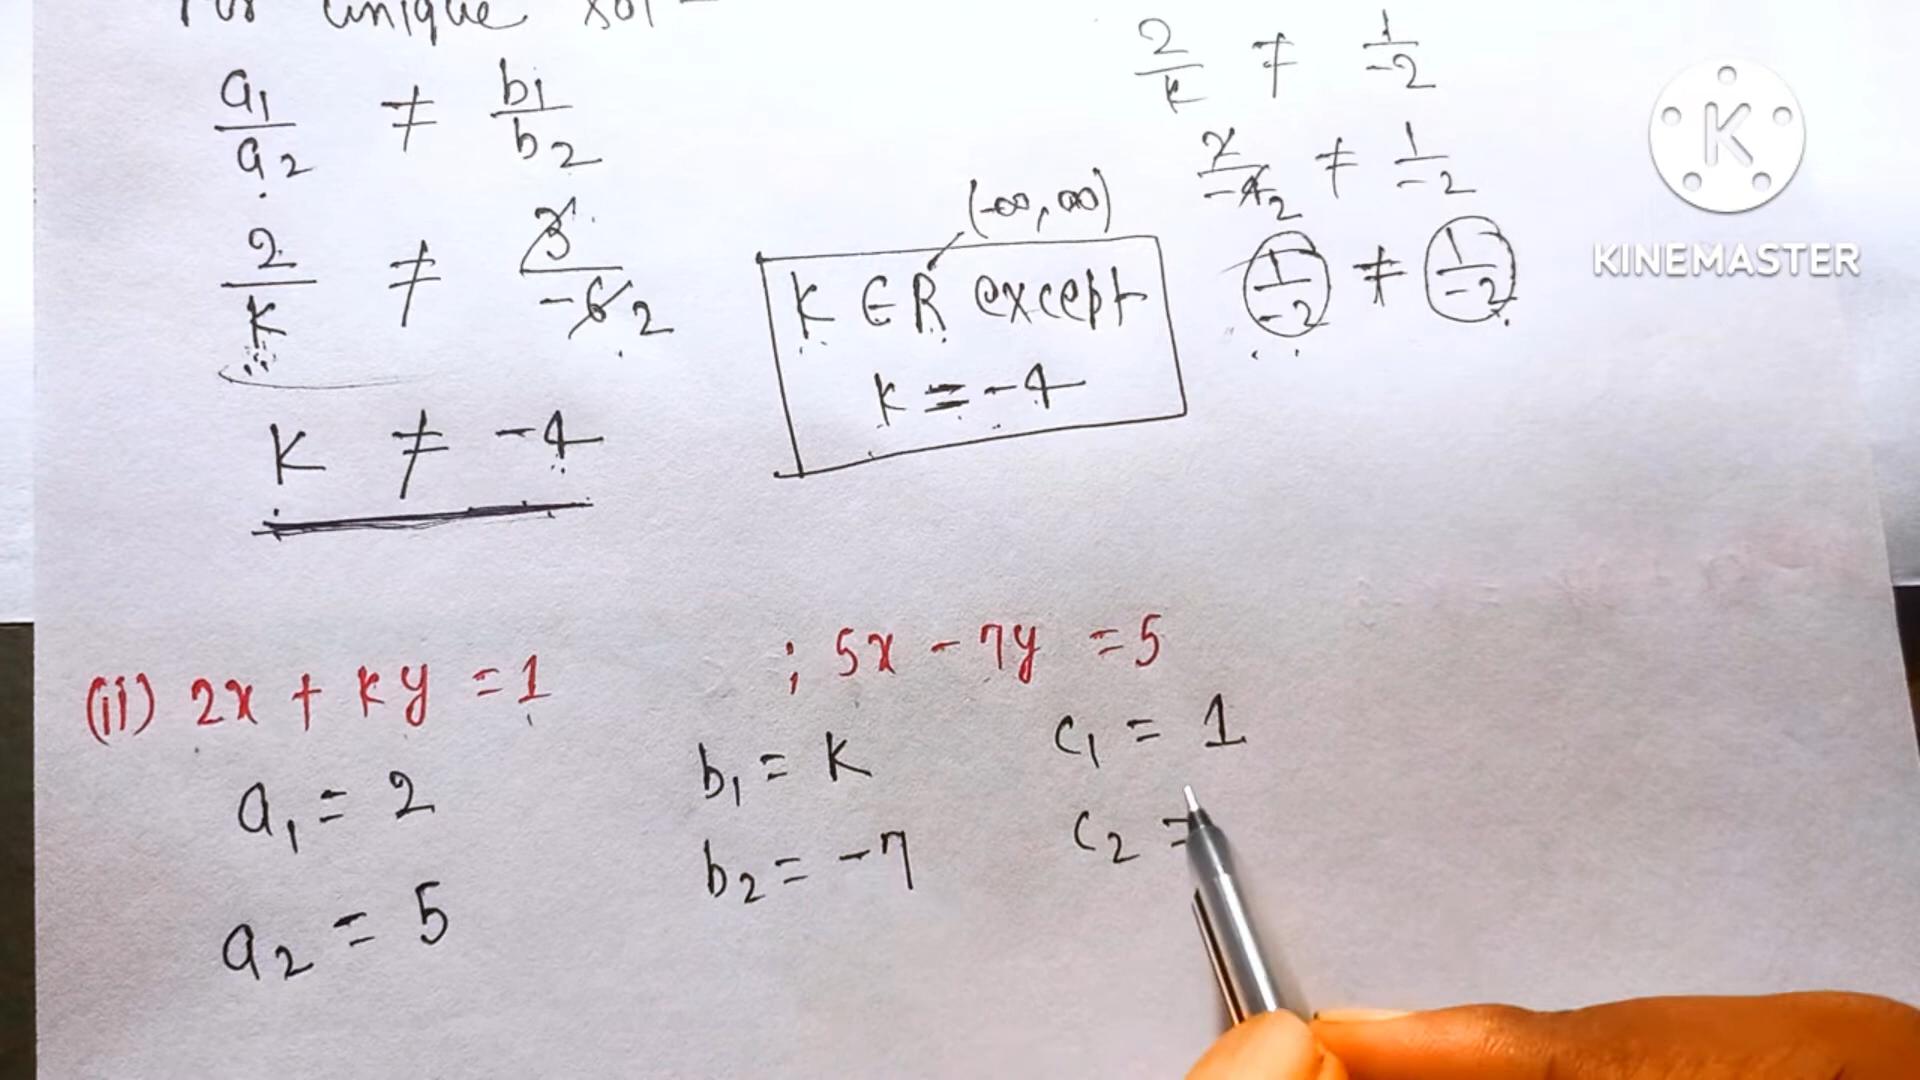 For unique sol
a1/a2 ≠ b1/b2
2/k ≠ 3/-6 2
K ≠ -4
(-∞, ∞)
K ∈ R except
k = -4
2/k ≠ 1/-2
2/-4 2 ≠ 1/-2
1/-2 ≠ 1/-2
K
KINEMASTER
(ii) 2x + ky = 1 ; 5x - 7y = 5
a1 = 2 b1 = k c1 = 1
a2 = 5 b2 = -7 c2 =